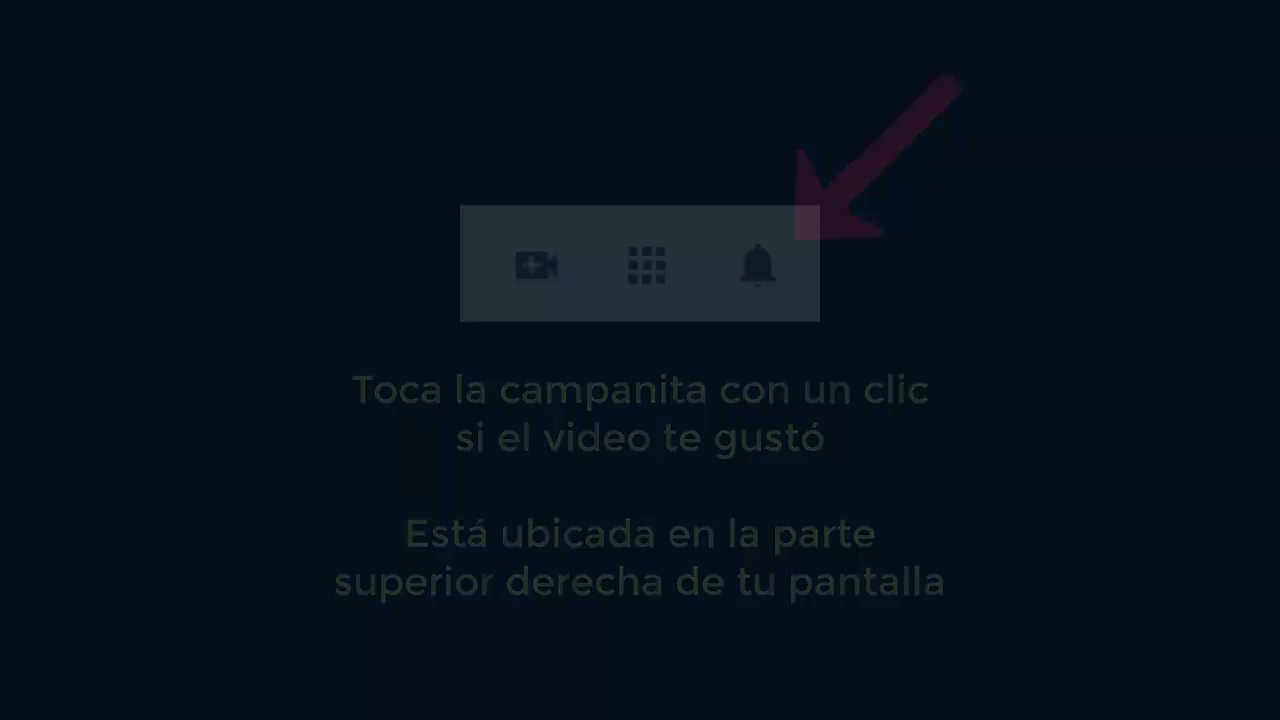 Toca la campanita con un clic
si el video te gustó
Está ubicada en la parte
superior derecha de tu pantalla